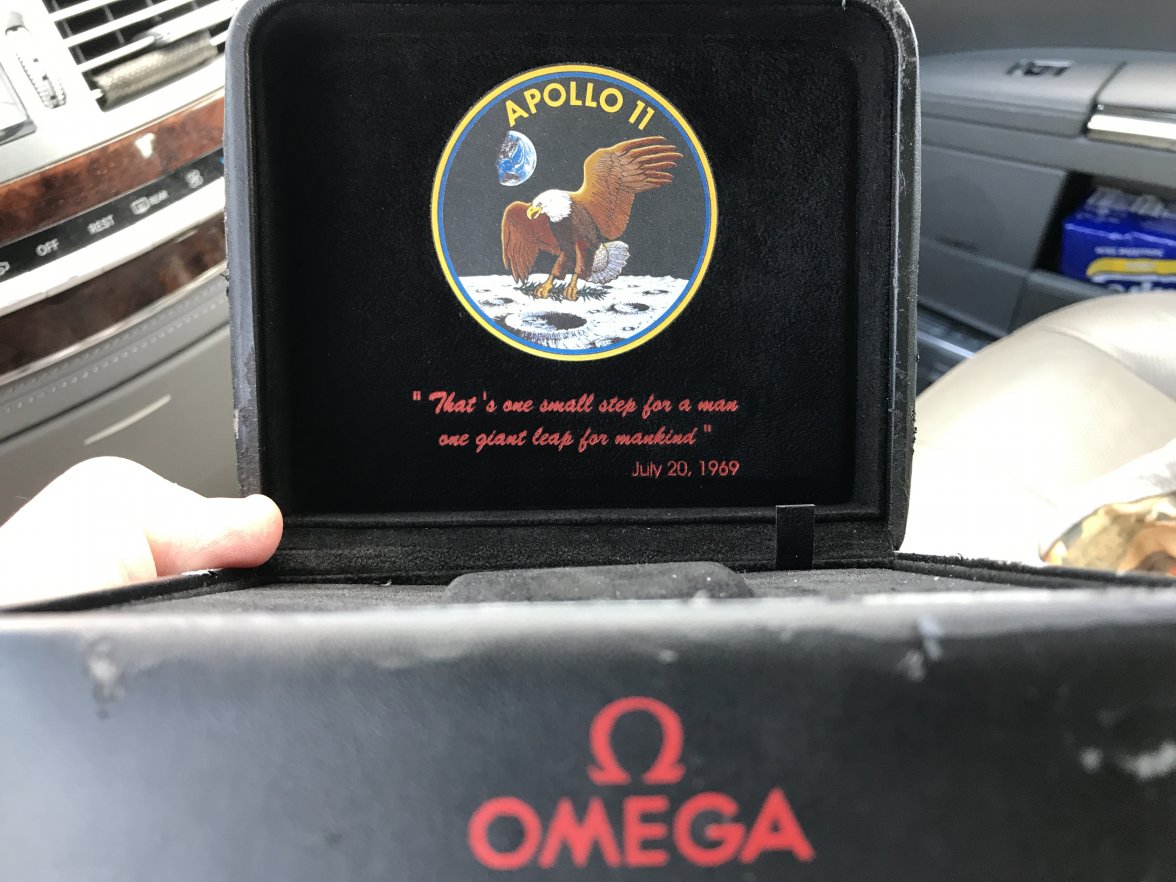 APOLLO 11
" That 's one small step for a man
one giant leap for mankind "
July 20, 1969
Ω
OMEGA
OFF
REST